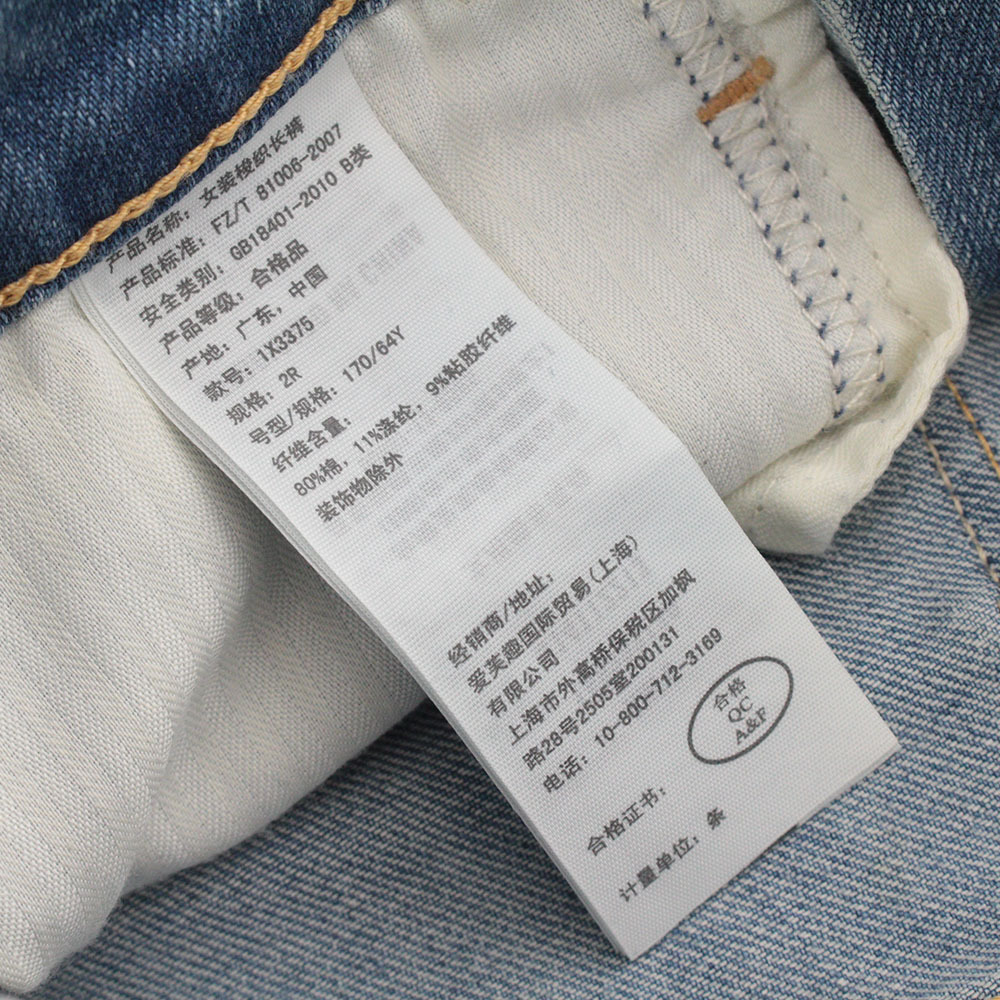 产品名称: 女装梭织长裤
产品标准: FZ/T 81006-2007
安全类别: GB18401-2010 B类
产品等级: 合格品
产地: 广东, 中国
款号: 1X3375
规格: 2R
号型/规格: 170/64Y
纤维含量:
80%棉, 11%涤纶, 9%粘胶纤维
装饰物除外
经销商/地址:
爱芙趣国际贸易(上海)
有限公司
上海市外高桥保税区加枫
路28号2505室200131
电话: 10-800-712-3169
合格
QC
A&F
合格证书:
计量单位: 条